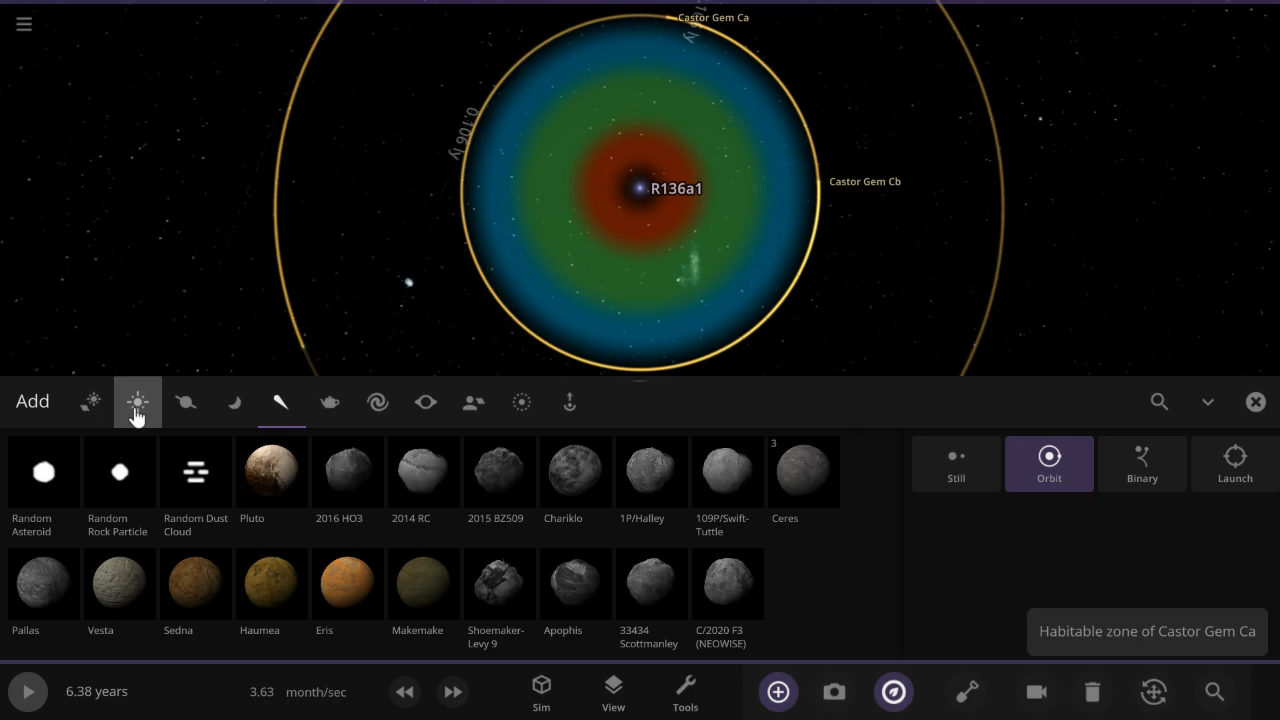 Castor Gem Ca
0.106 ly
Castor Gem Cb
R136a1
Add
Still
Orbit
Binary
Launch
Random
Asteroid
Random
Rock Particle
Random Dust
Cloud
Pluto
2016 HO3
2014 RC
2015 BZ509
Chariklo
1P/Halley
109P/Swift-
Tuttle
3
Ceres
Pallas
Vesta
Sedna
Haumea
Eris
Makemake
Shoemaker-
Levy 9
Apophis
33434
Scottmanley
C/2020 F3
(NEOWISE)
Habitable zone of Castor Gem Ca
6.38 years
3.63 month/sec
Sim
View
Tools